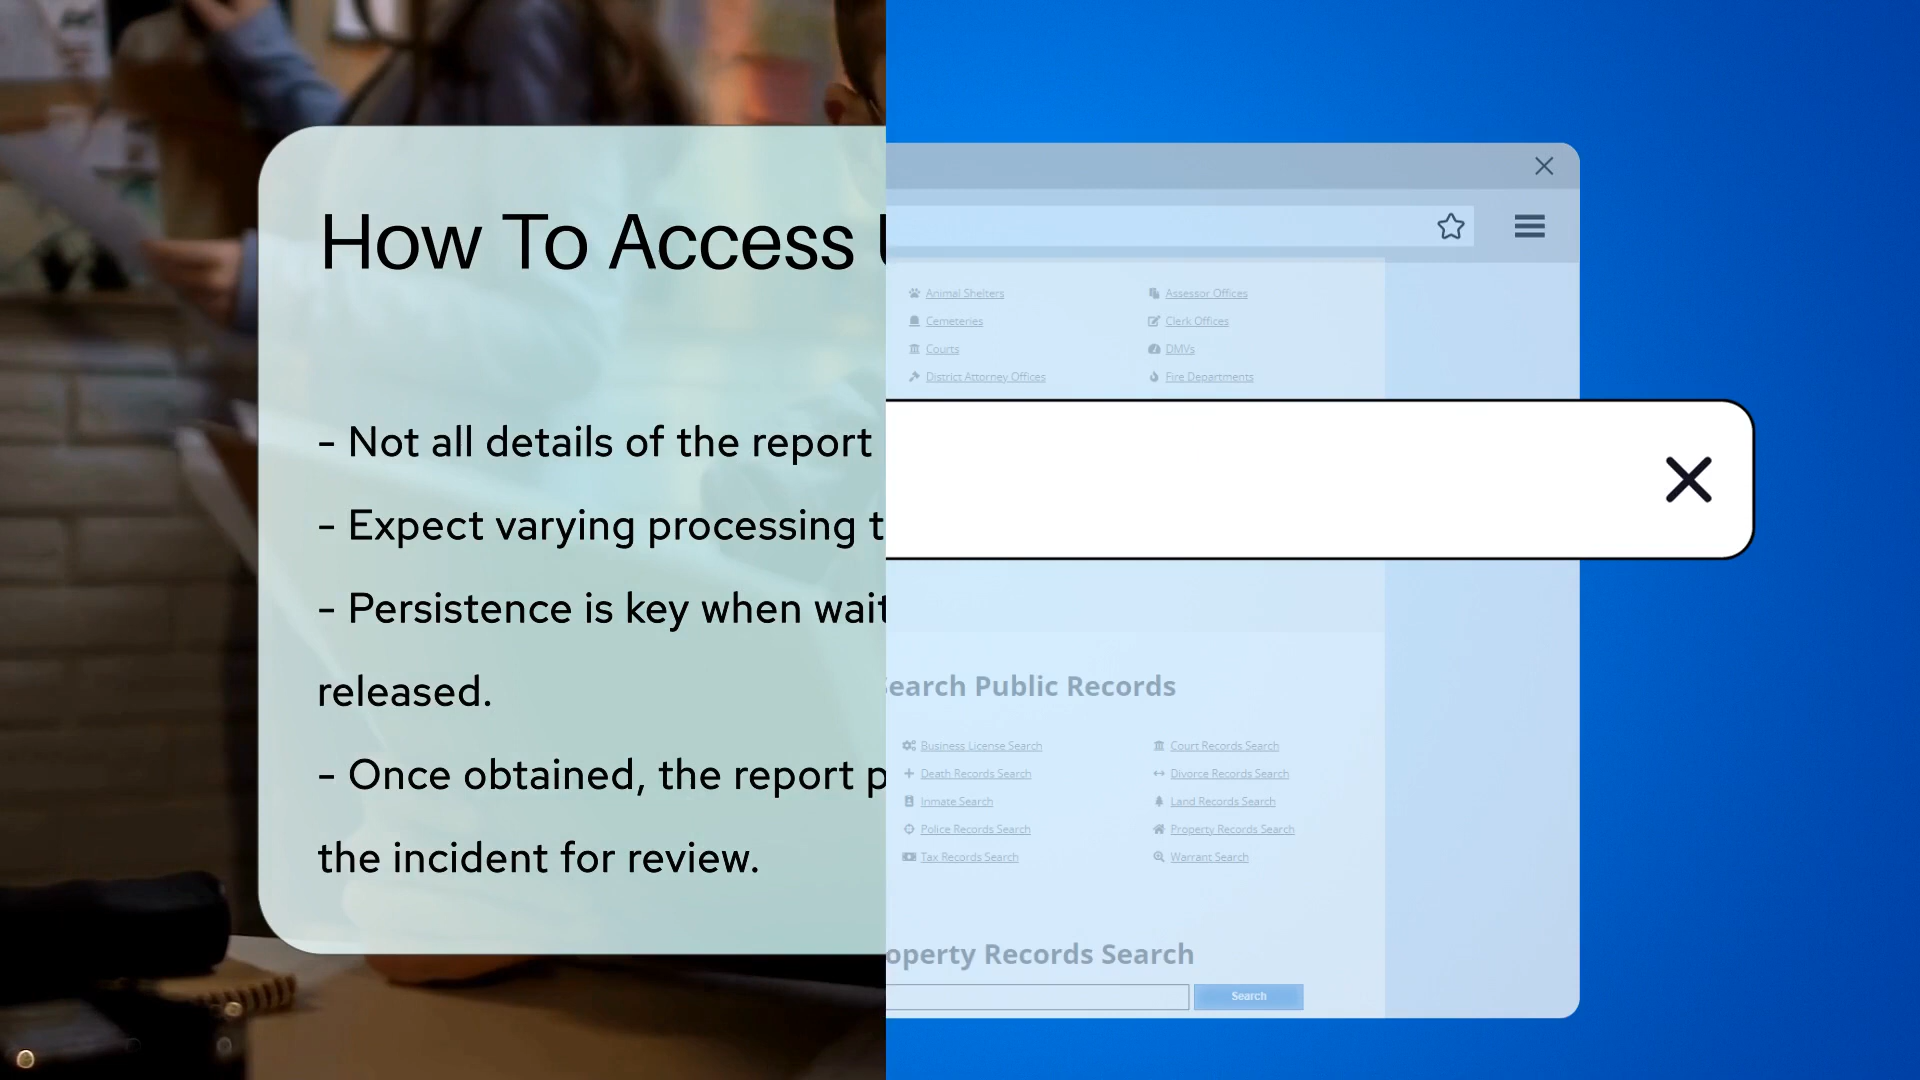 How To Access
- Not all details of the report
- Expect varying processing
- Persistence is key when
released.
- Once obtained, the report
the incident for review.
Animal Shelters
Assessor Offices
Cemeteries
Clerk Offices
Courts
DMVs
District Attorney Offices
Fire Departments
Search Public Records
Business License Search
Court Records Search
Death Records Search
Divorce Records Search
Inmate Search
Land Records Search
Police Records Search
Property Records Search
Tax Records Search
Warrant Search
Records Search
Search